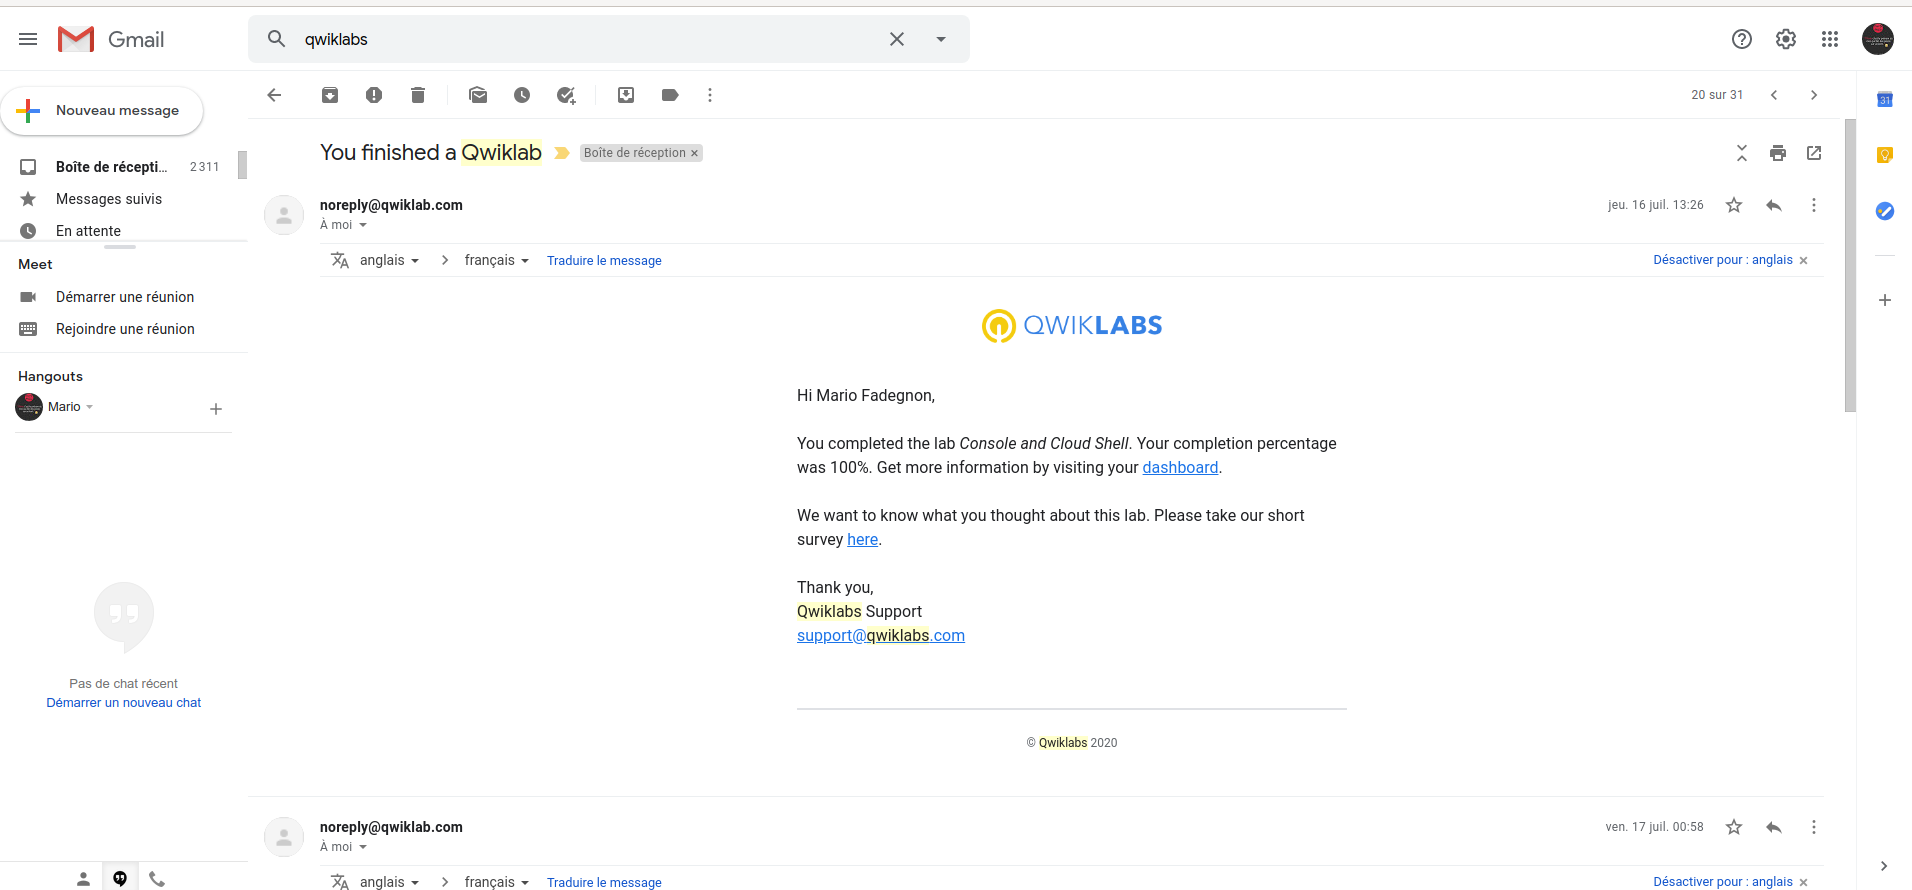 Gmail
qwiklabs
Nouveau message
20 sur 31
Boîte de récepti... 2 311
Messages suivis
En attente
Meet
Démarrer une réunion
Rejoindre une réunion
Hangouts
Mario
Pas de chat récent
Démarrer un nouveau chat
You finished a Qwiklab Boîte de réception ×
noreply@qwiklab.com jeu. 16 juil. 13:26
À moi
anglais > français Traduire le message Désactiver pour : anglais ×
QWIKLABS
Hi Mario Fadegnon,
You completed the lab Console and Cloud Shell. Your completion percentage
was 100%. Get more information by visiting your dashboard.
We want to know what you thought about this lab. Please take our short
survey here.
Thank you,
Qwiklabs Support
support@qwiklabs.com
© Qwiklabs 2020
noreply@qwiklab.com ven. 17 juil. 00:58
À moi
anglais > français Traduire le message Désactiver pour : anglais ×
31